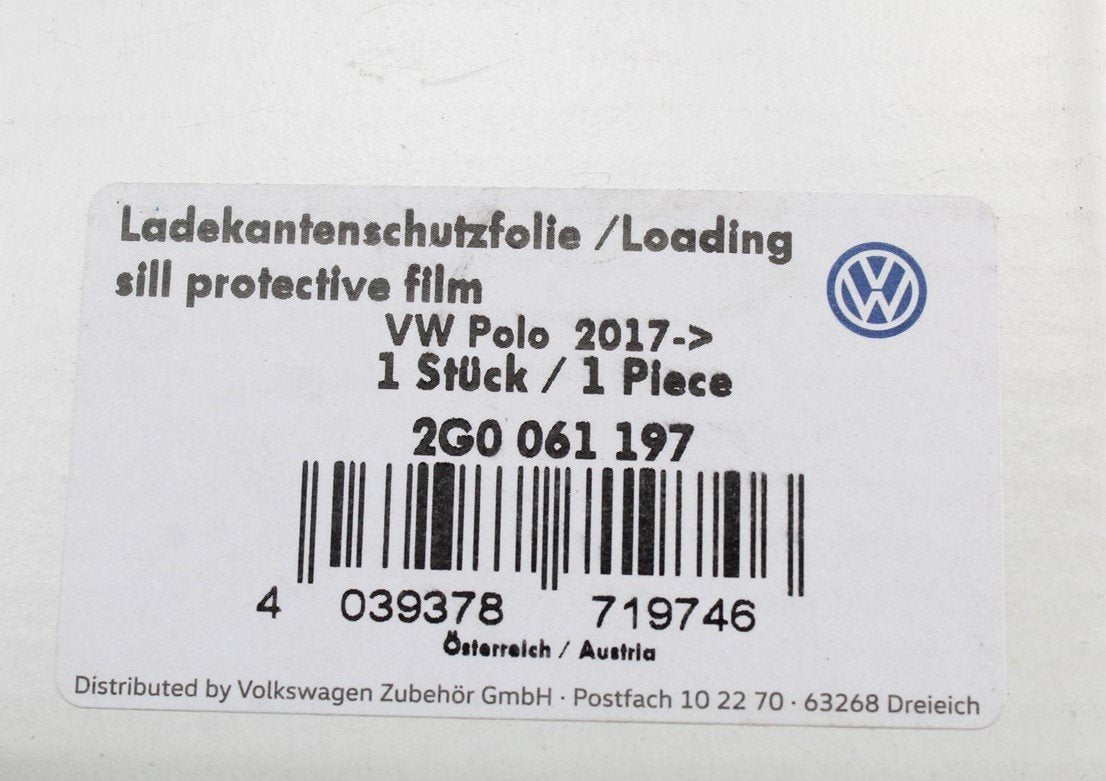 Ladekantenschutzfolie /Loading
sill protective film
VW Polo 2017->
1 Stück / 1 Piece
2G0 061 197
4 039378 719746
Österreich / Austria
Distributed by Volkswagen Zubehör GmbH · Postfach 10 22 70 · 63268 Dreieich